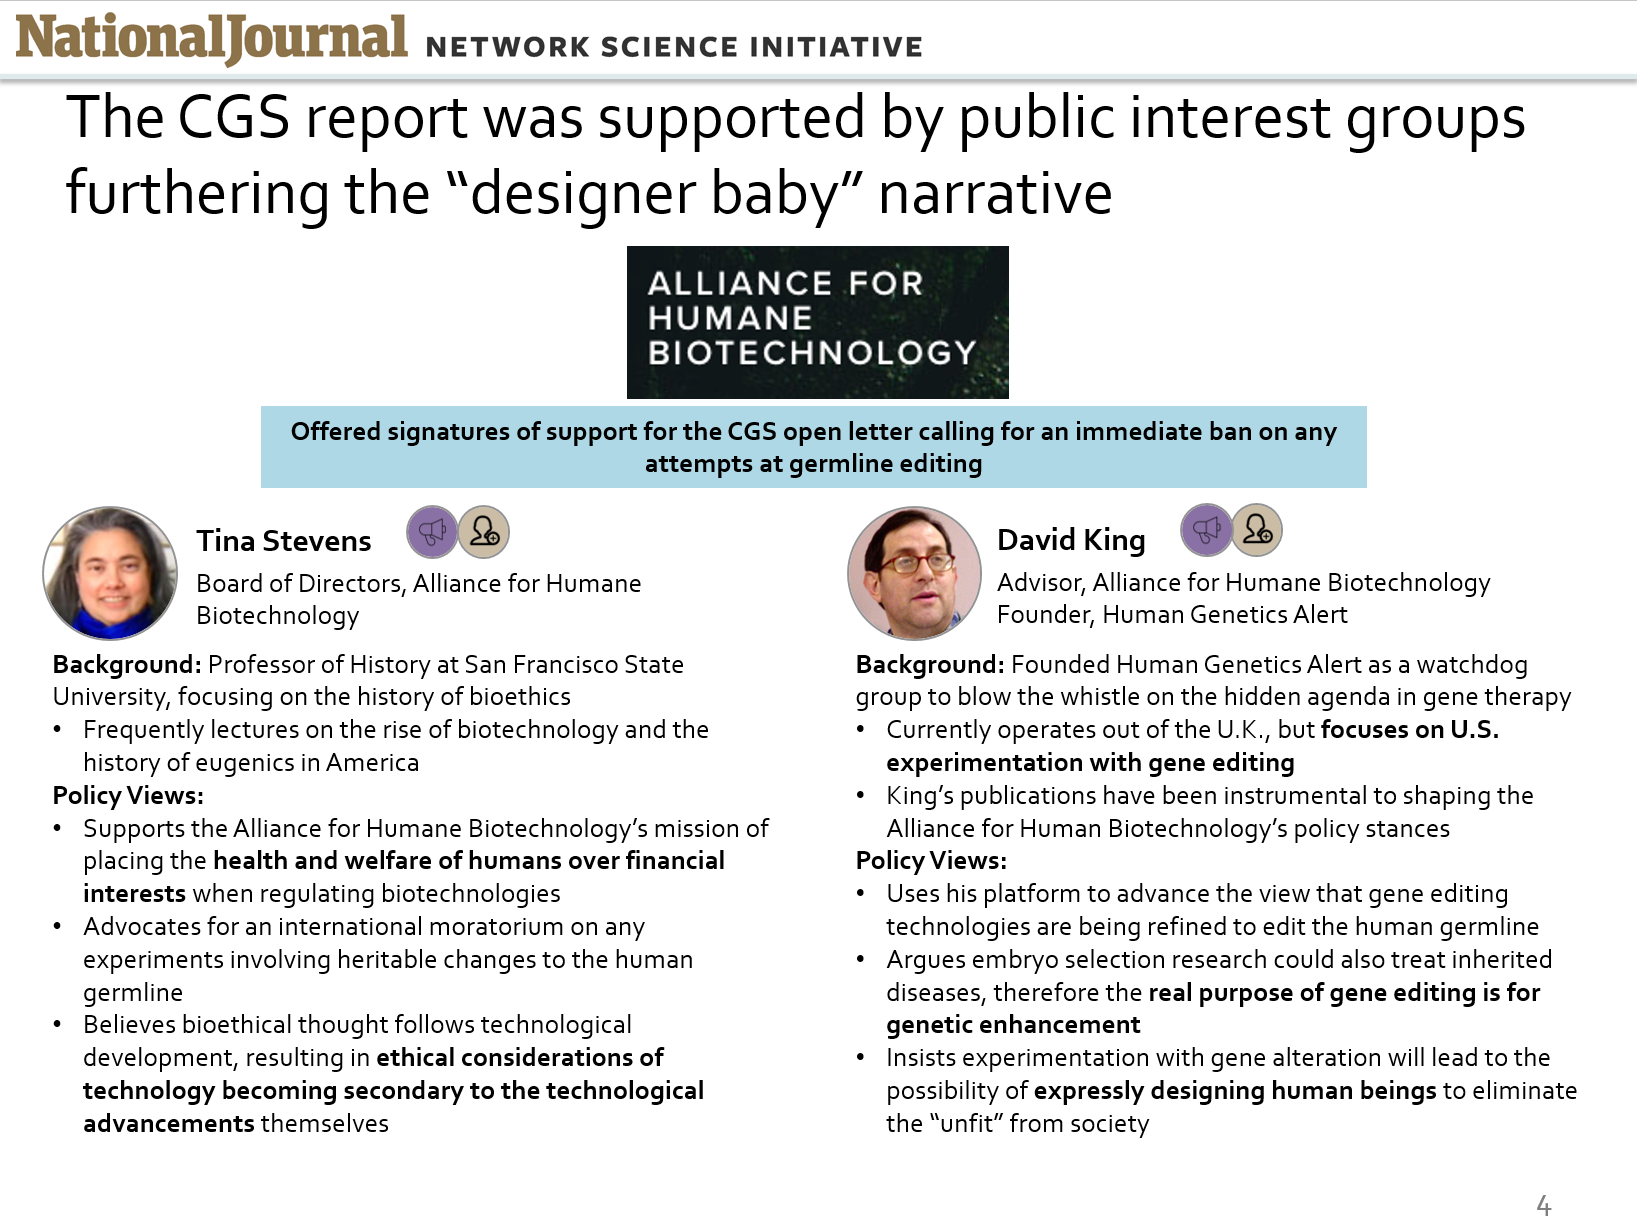 NationalJournal NETWORK SCIENCE INITIATIVE
The CGS report was supported by public interest groups
furthering the “designer baby” narrative
ALLIANCE FOR
HUMANE
BIOTECHNOLOGY
Offered signatures of support for the CGS open letter calling for an immediate ban on any
attempts at germline editing
Tina Stevens
Board of Directors, Alliance for Humane
Biotechnology
Background: Professor of History at San Francisco State
University, focusing on the history of bioethics
• Frequently lectures on the rise of biotechnology and the
history of eugenics in America
Policy Views:
• Supports the Alliance for Humane Biotechnology’s mission of
placing the health and welfare of humans over financial
interests when regulating biotechnologies
• Advocates for an international moratorium on any
experiments involving heritable changes to the human
germline
• Believes bioethical thought follows technological
development, resulting in ethical considerations of
technology becoming secondary to the technological
advancements themselves
David King
Advisor, Alliance for Humane Biotechnology
Founder, Human Genetics Alert
Background: Founded Human Genetics Alert as a watchdog
group to blow the whistle on the hidden agenda in gene therapy
• Currently operates out of the U.K., but focuses on U.S.
experimentation with gene editing
• King’s publications have been instrumental to shaping the
Alliance for Human Biotechnology’s policy stances
Policy Views:
• Uses his platform to advance the view that gene editing
technologies are being refined to edit the human germline
• Argues embryo selection research could also treat inherited
diseases, therefore the real purpose of gene editing is for
genetic enhancement
• Insists experimentation with gene alteration will lead to the
possibility of expressly designing human beings to eliminate
the “unfit” from society
4